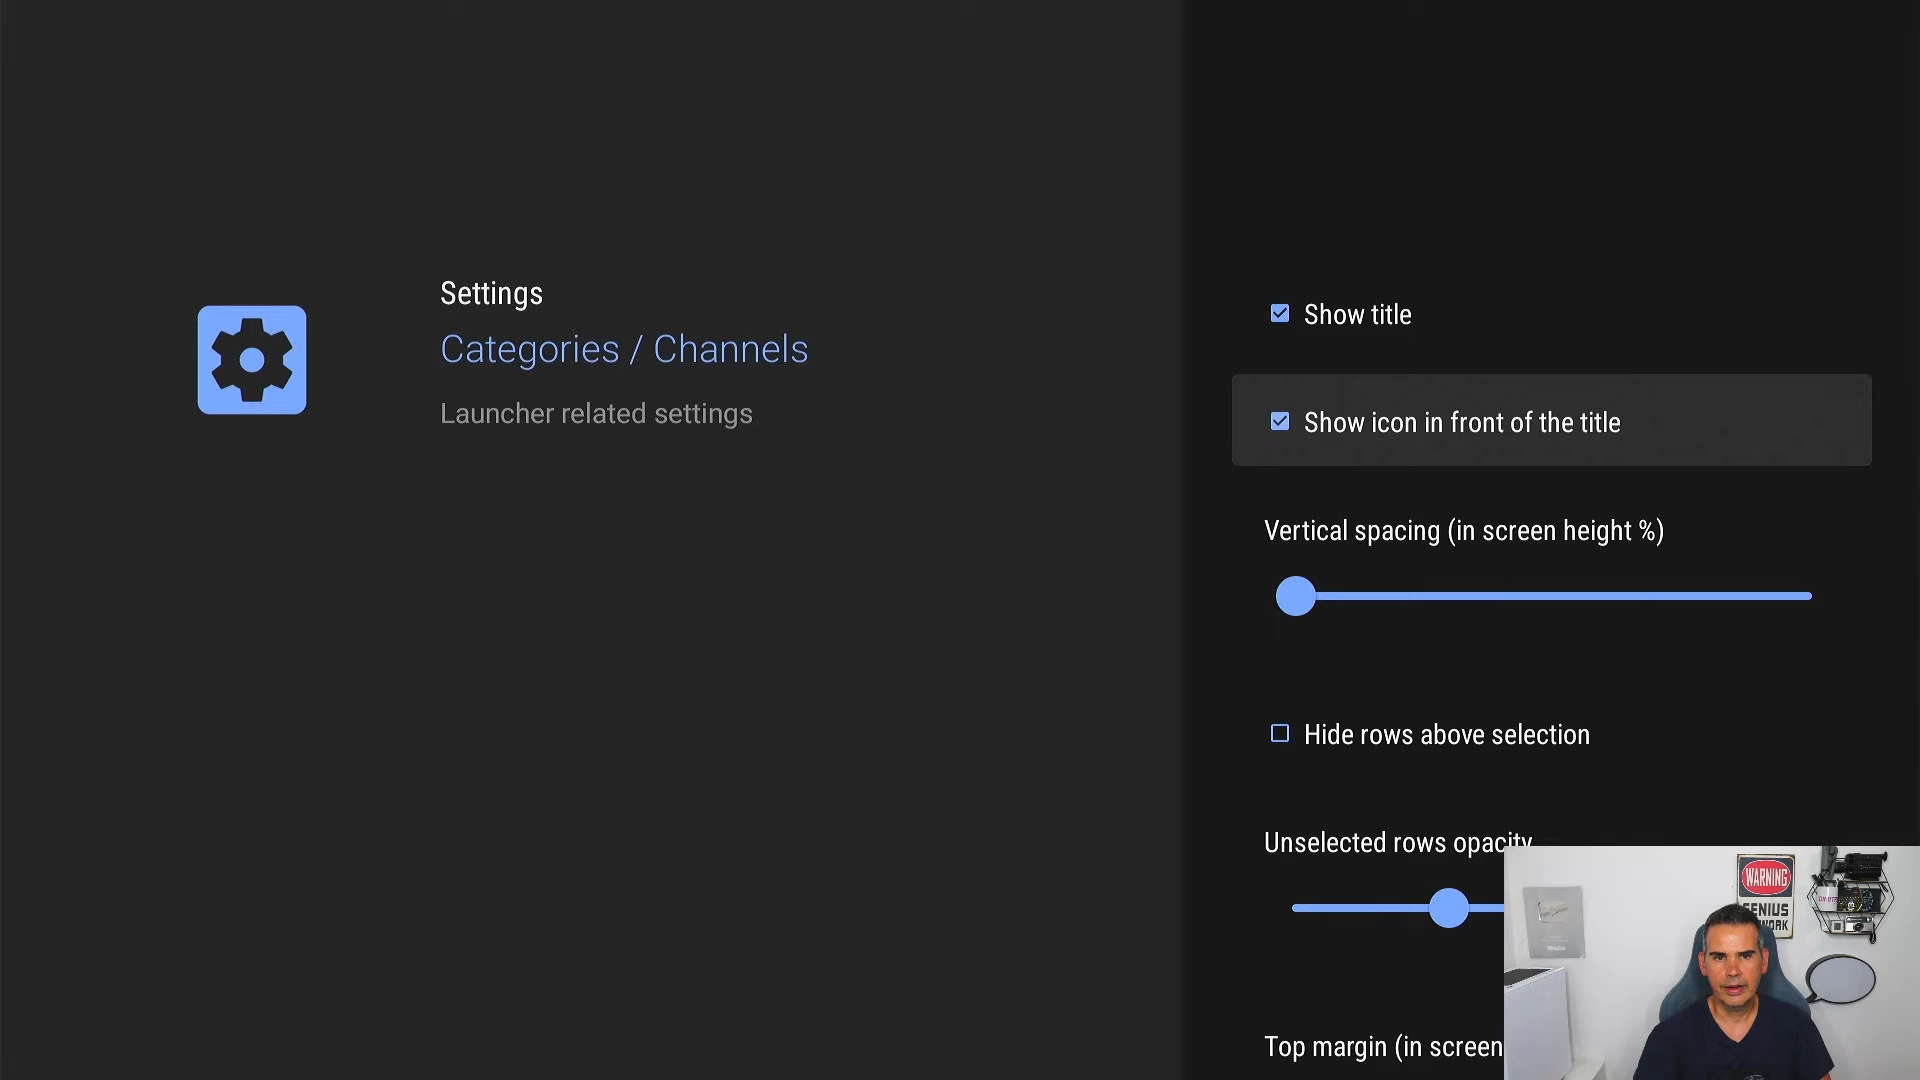 Settings
Categories / Channels
Launcher related settings
Show title
Show icon in front of the title
Vertical spacing (in screen height %)
Hide rows above selection
Unselected rows opacity
Top margin (in screen
WARNING
GENIUS
WORK